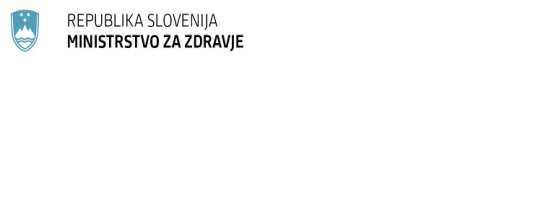 REPUBLIKA SLOVENIJA
MINISTRSTVO ZA ZDRAVJE